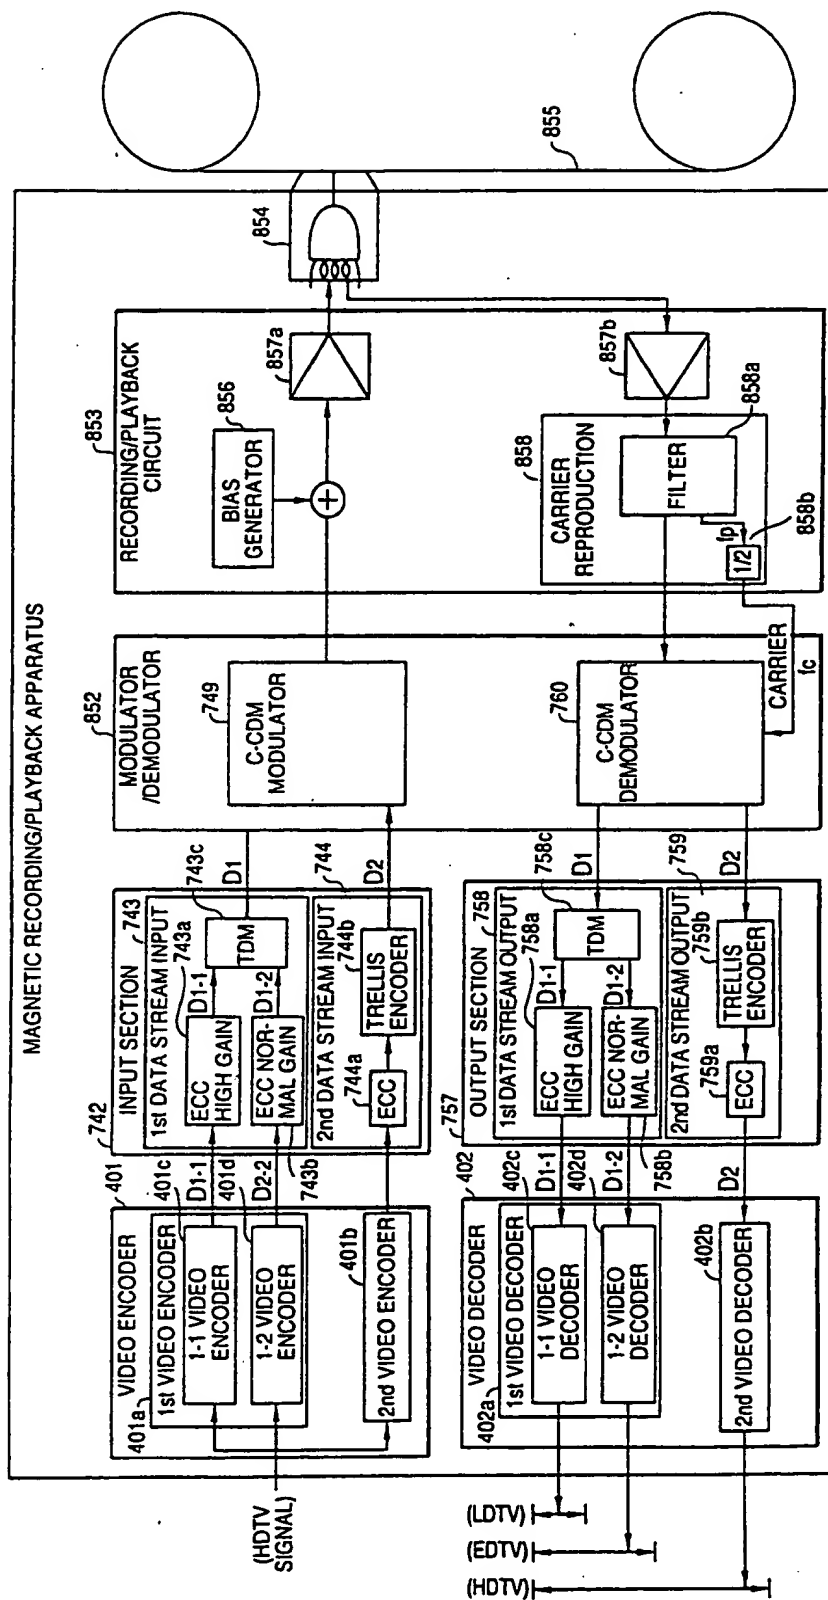 MAGNETIC RECORDING/PLAYBACK APPARATUS
401
VIDEO ENCODER
401a
1st VIDEO ENCODER
401c
1-1 VIDEO
ENCODER
401d
1-2 VIDEO
ENCODER
401b
2nd VIDEO ENCODER
(HDTV
SIGNAL)
D1-1
D2-2
742
INPUT SECTION
743
1st DATA STREAM INPUT
743a
ECC
HIGH GAIN
743b
ECC NOR-
MAL GAIN
D1-1
D1-2
743c
TDM
D1
744
2nd DATA STREAM INPUT
744a
ECC
744b
TRELLIS
ENCODER
D2
852
MODULATOR
/DEMODULATOR
749
C-CDM
MODULATOR
853
RECORDING/PLAYBACK
CIRCUIT
856
BIAS
GENERATOR
+
857a
854
855
402
VIDEO DECODER
402a
1st VIDEO DECODER
402c
1-1 VIDEO
DECODER
402d
1-2 VIDEO
DECODER
402b
2nd VIDEO DECODER
(LDTV)
(EDTV)
(HDTV)
D1-1
D1-2
D2
757
OUTPUT SECTION
758
1st DATA STREAM OUTPUT
758a
ECC
HIGH GAIN
758b
ECC NOR-
MAL GAIN
D1-1
D1-2
758c
TDM
D1
759
2nd DATA STREAM OUTPUT
759a
ECC
759b
TRELLIS
ENCODER
D2
760
C-CDM
DEMODULATOR
CARRIER
fc
858
CARRIER
REPRODUCTION
858a
FILTER
fp
1/2
858b
857b